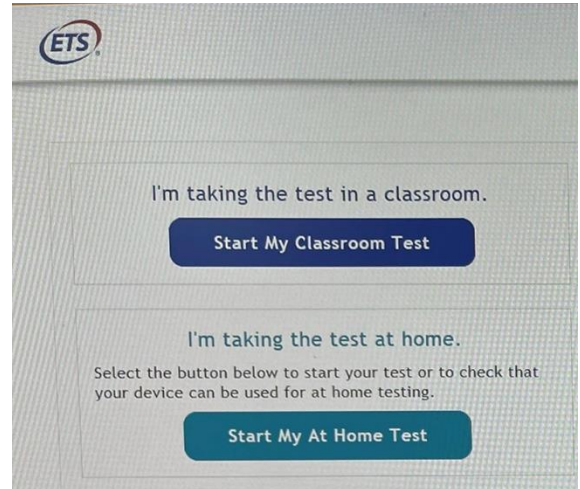 ETS®
I'm taking the test in a classroom.
Start My Classroom Test
I'm taking the test at home.
Select the button below to start your test or to check that
your device can be used for at home testing.
Start My At Home Test